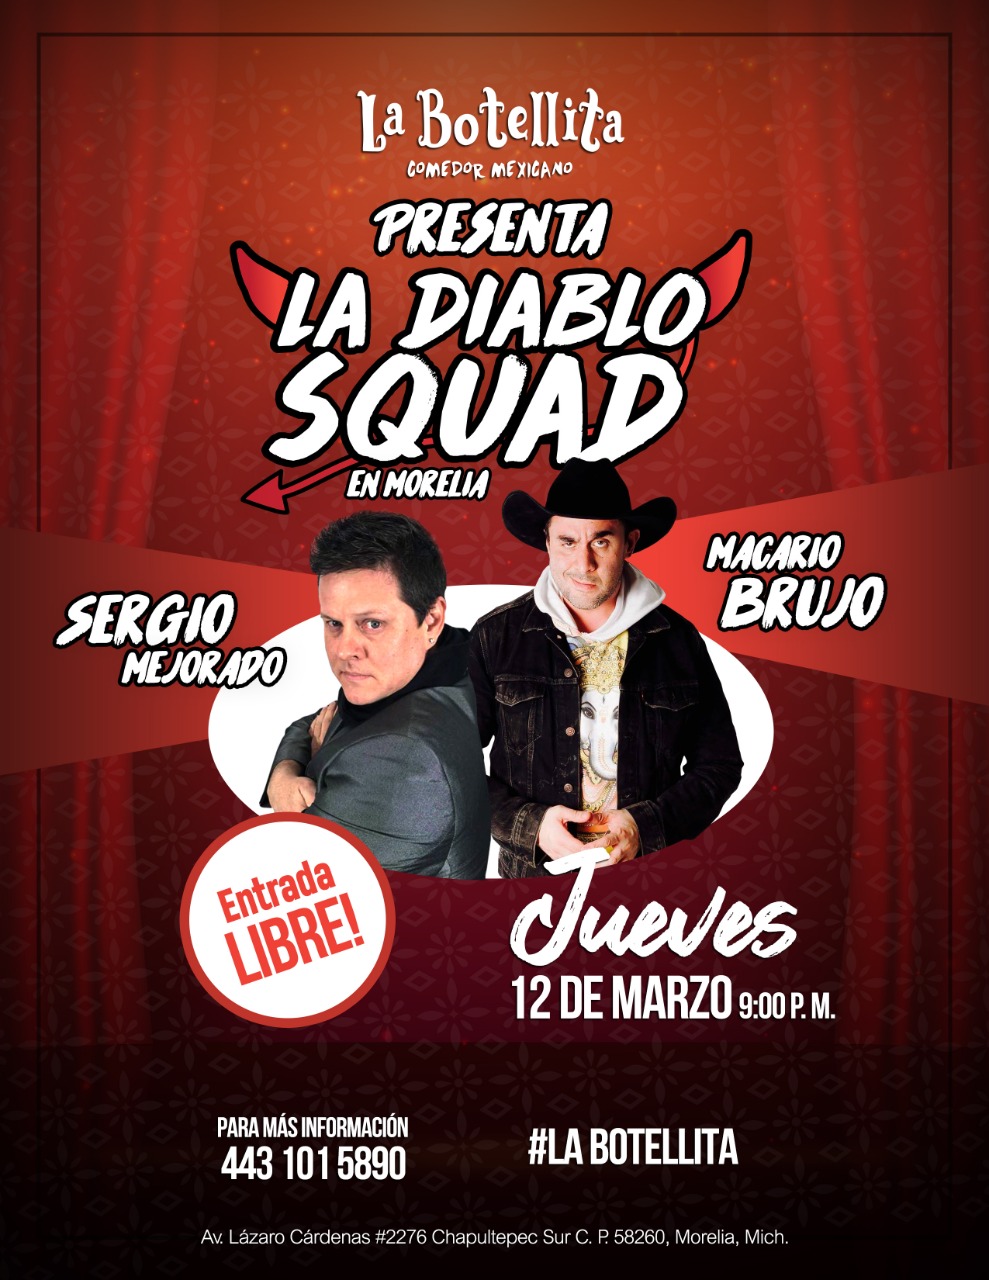 La Botellita
COMEDOR MEXICANO
PRESENTA
LA DIABLO
SQUAD
EN MORELIA
SERGIO
MEJORADO
MACARIO
BRUJO
Entrada
LIBRE!
Jueves
12 DE MARZO 9:00 P. M.
PARA MÁS INFORMACIÓN
443 101 5890
#LA BOTELLITA
Av. Lázaro Cárdenas #2276 Chapultepec Sur C. P. 58260, Morelia, Mich.